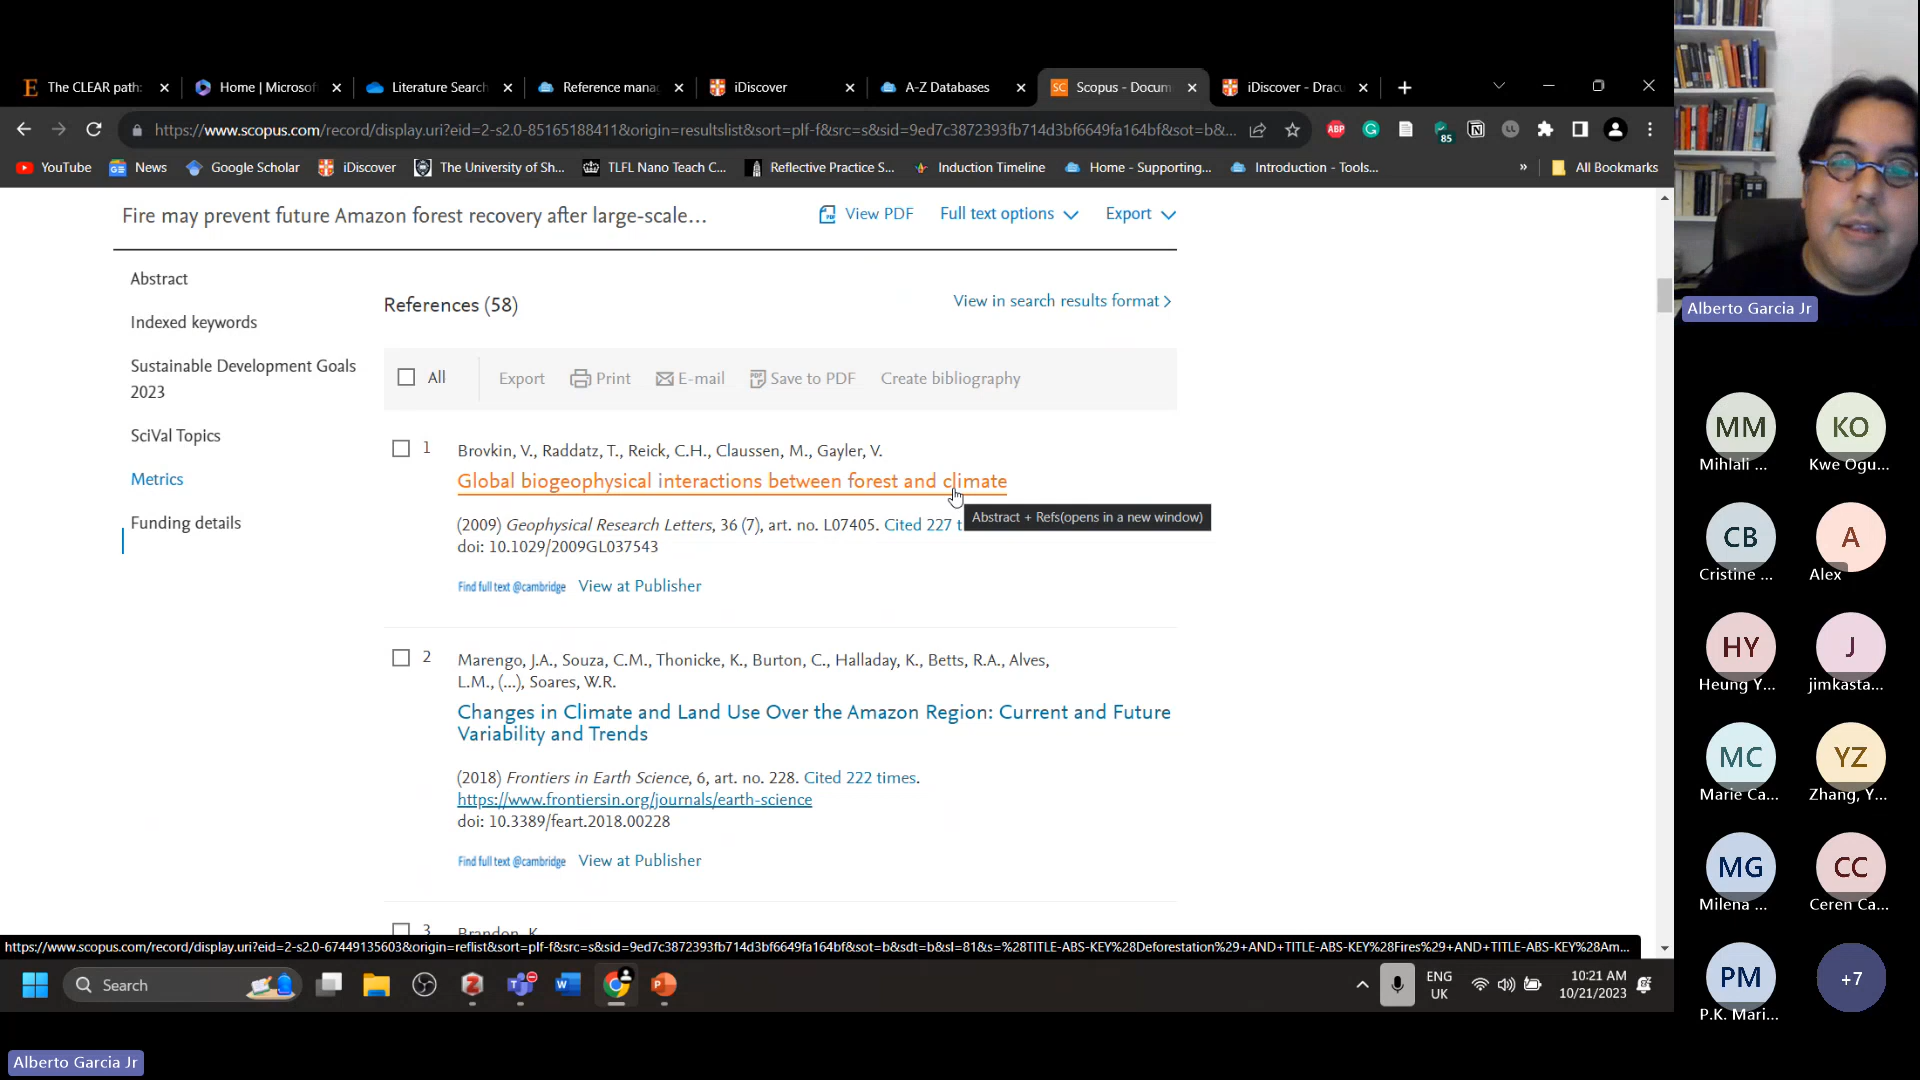 The CLEAR path:
Home | Microsof
Literature Search
Reference mana
iDiscover
A-Z Databases
Scopus - Docum
iDiscover - Dracu
https://www.scopus.com/record/display.uri?eid=2-s2.0-85165188411&origin=resultslist&sort=plf-f&src=s&sid=9ed7c3872393fb714d3bf6649fa164bf&sot=b&...
ABP
85
YouTube
News
Google Scholar
iDiscover
The University of Sh...
TLFL Nano Teach C...
Reflective Practice S...
Induction Timeline
Home - Supporting...
Introduction - Tools...
»
All Bookmarks
Fire may prevent future Amazon forest recovery after large-scale...
View PDF
Full text options
Export
Abstract
Indexed keywords
Sustainable Development Goals
2023
SciVal Topics
Metrics
Funding details
References (58)
View in search results format >
All
Export
Print
E-mail
Save to PDF
Create bibliography
1
Brovkin, V., Raddatz, T., Reick, C.H., Claussen, M., Gayler, V.
Global biogeophysical interactions between forest and climate
Abstract + Refs(opens in a new window)
(2009) Geophysical Research Letters, 36 (7), art. no. L07405. Cited 227 t
doi: 10.1029/2009GL037543
Find full text @cambridge View at Publisher
2
Marengo, J.A., Souza, C.M., Thonicke, K., Burton, C., Halladay, K., Betts, R.A., Alves,
L.M., (...), Soares, W.R.
Changes in Climate and Land Use Over the Amazon Region: Current and Future
Variability and Trends
(2018) Frontiers in Earth Science, 6, art. no. 228. Cited 222 times.
https://www.frontiersin.org/journals/earth-science
doi: 10.3389/feart.2018.00228
Find full text @cambridge View at Publisher
3
Brandon, K.
https://www.scopus.com/record/display.uri?eid=2-s2.0-67449135603&origin=reflist&sort=plf-f&src=s&sid=9ed7c3872393fb714d3bf6649fa164bf&sot=b&sdt=b&sl=81&s=%28TITLE-ABS-KEY%28Deforestation%29+AND+TITLE-ABS-KEY%28Fires%29+AND+TITLE-ABS-KEY%28Am...
Search
ENG
UK
10:21 AM
10/21/2023
Alberto Garcia Jr
MM
Mihlali ...
KO
Kwe Ogu...
CB
Cristine ...
A
Alex
HY
Heung Y...
J
jimkasta...
MC
Marie Ca...
YZ
Zhang, Y...
MG
Milena ...
CC
Ceren Ca...
PM
P.K. Mari...
+7
Alberto Garcia Jr